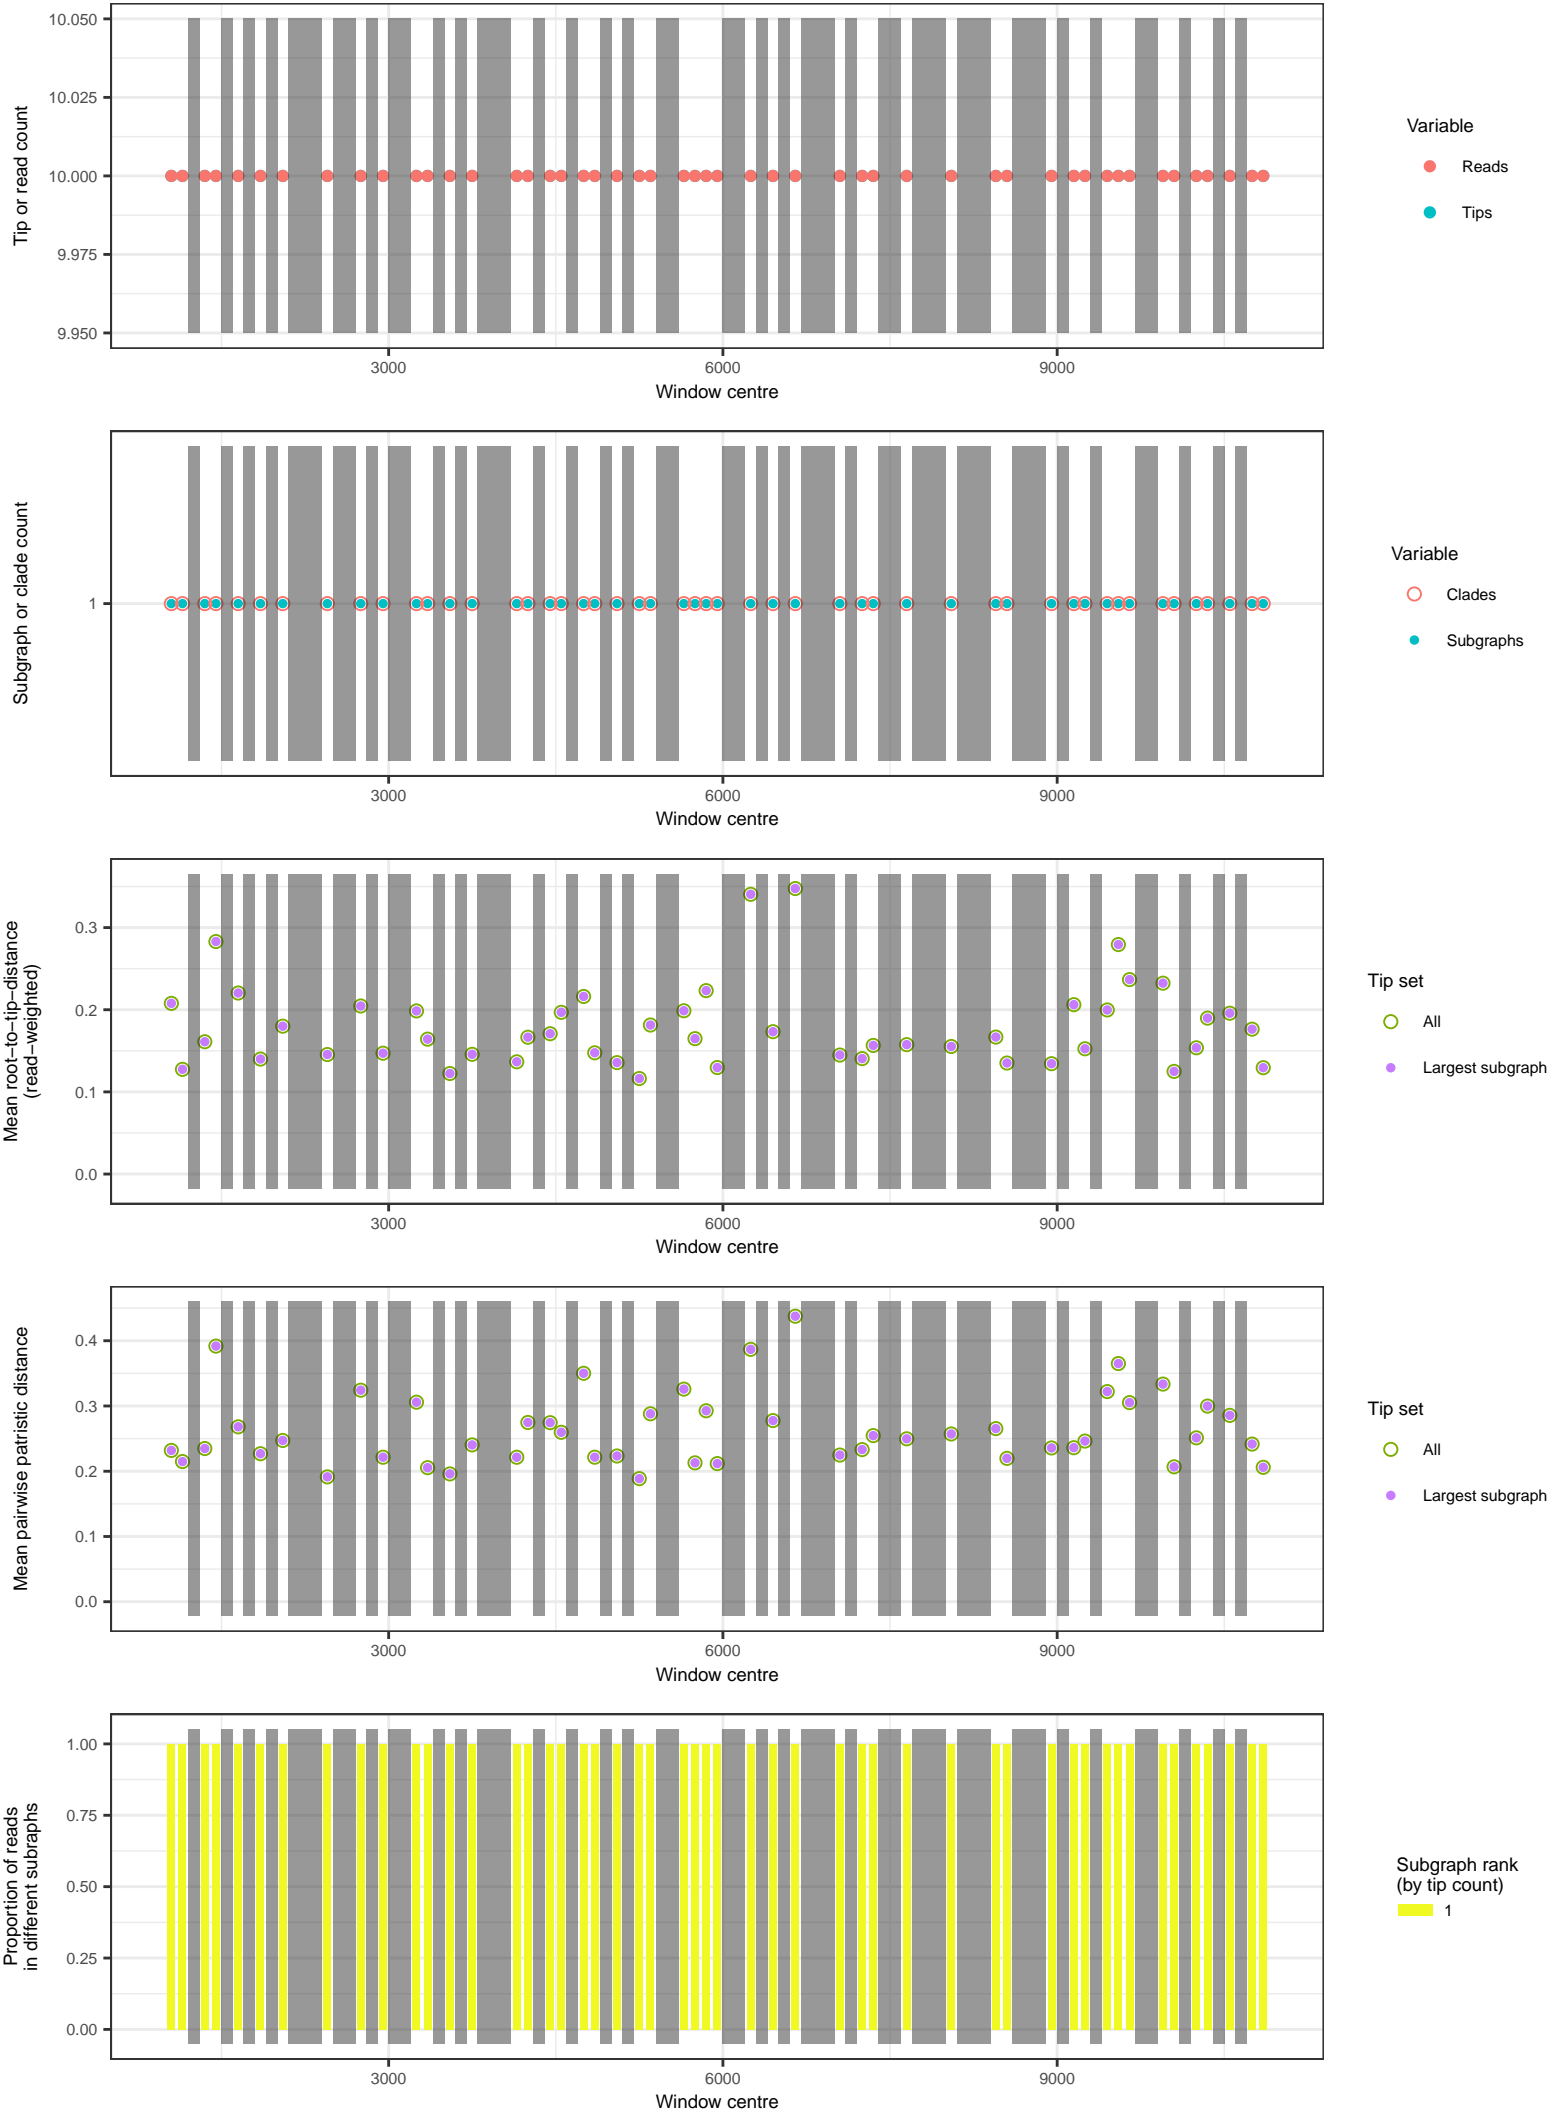 10.050
10.025
10.000
9.975
9.950
Tip or read count
3000
6000
9000
Window centre
Variable
Reads
Tips
1
Subgraph or clade count
3000
6000
9000
Window centre
Variable
Clades
Subgraphs
0.3
0.2
0.1
0.0
Mean root−to−tip−distance
(read−weighted)
3000
6000
9000
Window centre
Tip set
All
Largest subgraph
0.4
0.3
0.2
0.1
0.0
Mean pairwise patristic distance
3000
6000
9000
Window centre
Tip set
All
Largest subgraph
1.00
0.75
0.50
0.25
0.00
Proportion of reads
in different subraphs
3000
6000
9000
Window centre
Subgraph rank
(by tip count)
1